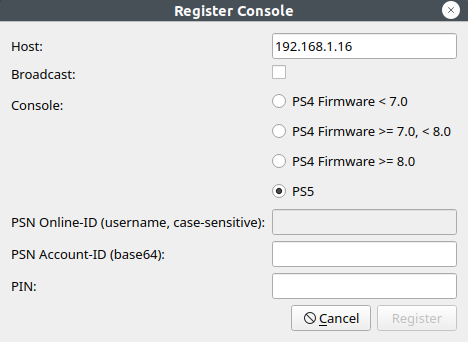 Register Console
Host: 192.168.1.16
Broadcast:
Console: PS4 Firmware < 7.0
PS4 Firmware >= 7.0, < 8.0
PS4 Firmware >= 8.0
PS5
PSN Online-ID (username, case-sensitive):
PSN Account-ID (base64):
PIN:
Cancel Register